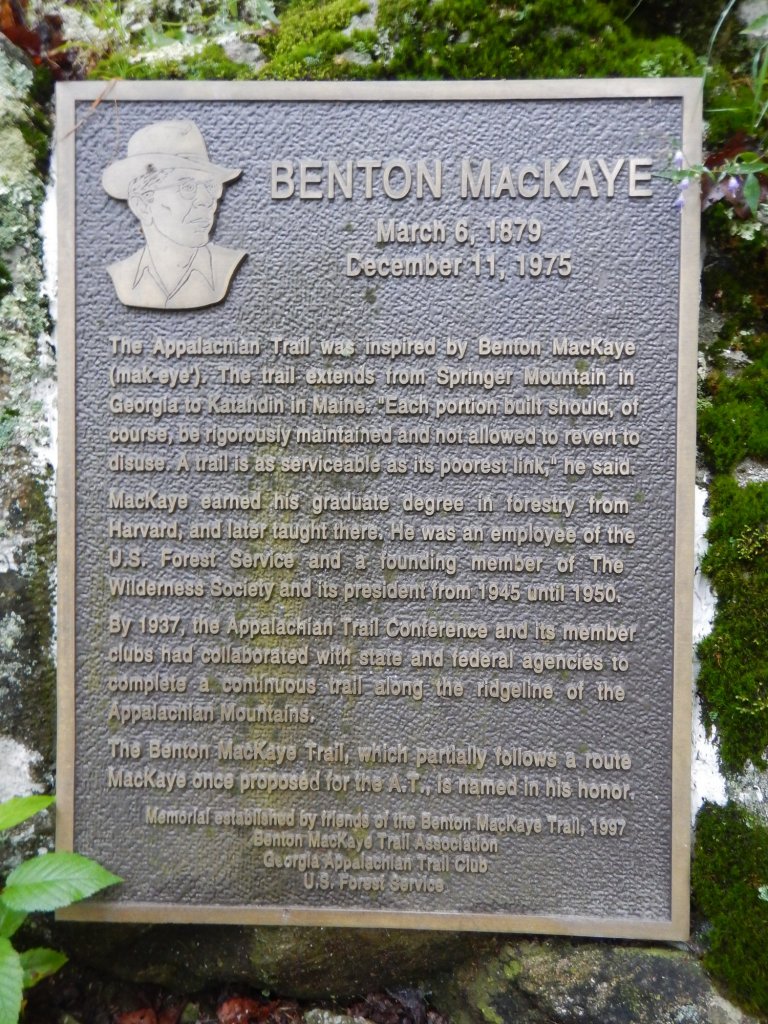 BENTON MACKAYE
March 6, 1879
December 11, 1975
The Appalachian Trail was inspired by Benton MacKaye
(mak-eye'). The trail extends from Springer Mountain in
Georgia to Katahdin in Maine. "Each portion built should, of
course, be rigorously maintained and not allowed to revert to
disuse. A trail is as serviceable as its poorest link," he said.
MacKaye earned his graduate degree in forestry from
Harvard, and later taught there. He was an employee of the
U.S. Forest Service and a founding member of The
Wilderness Society and its president from 1945 until 1950.
By 1937, the Appalachian Trail Conference and its member
clubs had collaborated with state and federal agencies to
complete a continuous trail along the ridgeline of the
Appalachian Mountains.
The Benton MacKaye Trail, which partially follows a route
MacKaye once proposed for the A.T., is named in his honor.
Memorial established by friends of the Benton MacKaye Trail, 1997
Benton MacKaye Trail Association
Georgia Appalachian Trail Club
U.S. Forest Service